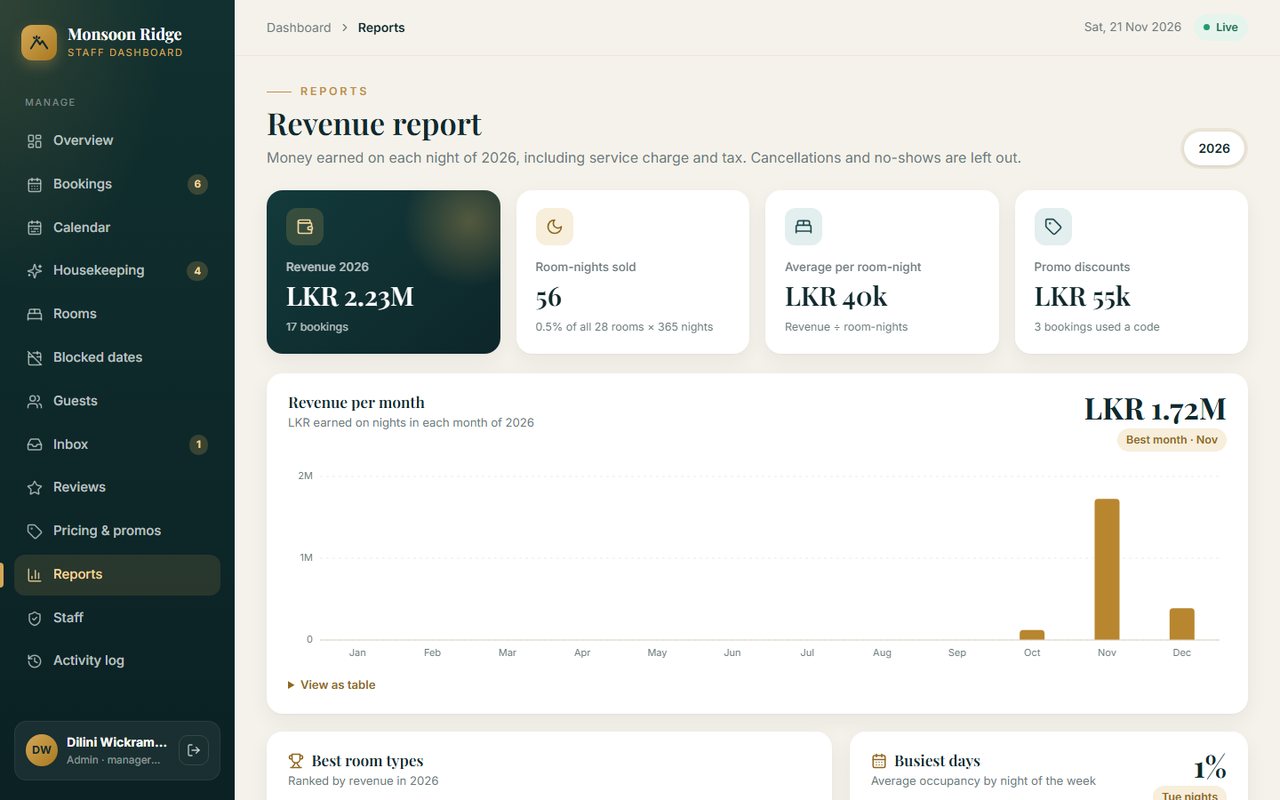 Monsoon Ridge
STAFF DASHBOARD
MANAGE
Overview
Bookings 6
Calendar
Housekeeping 4
Rooms
Blocked dates
Guests
Inbox 1
Reviews
Pricing & promos
Reports
Staff
Activity log
DW
Dilini Wickram...
Admin · manager...
Dashboard > Reports
Sat, 21 Nov 2026
Live
REPORTS
Revenue report
Money earned on each night of 2026, including service charge and tax. Cancellations and no-shows are left out.
2026
Revenue 2026
LKR 2.23M
17 bookings
Room-nights sold
56
0.5% of all 28 rooms × 365 nights
Average per room-night
LKR 40k
Revenue ÷ room-nights
Promo discounts
LKR 55k
3 bookings used a code
Revenue per month
LKR earned on nights in each month of 2026
LKR 1.72M
Best month · Nov
2M
1M
0
Jan Feb Mar Apr May Jun Jul Aug Sep Oct Nov Dec
View as table
Best room types
Ranked by revenue in 2026
Busiest days
Average occupancy by night of the week
1%
Tue nights